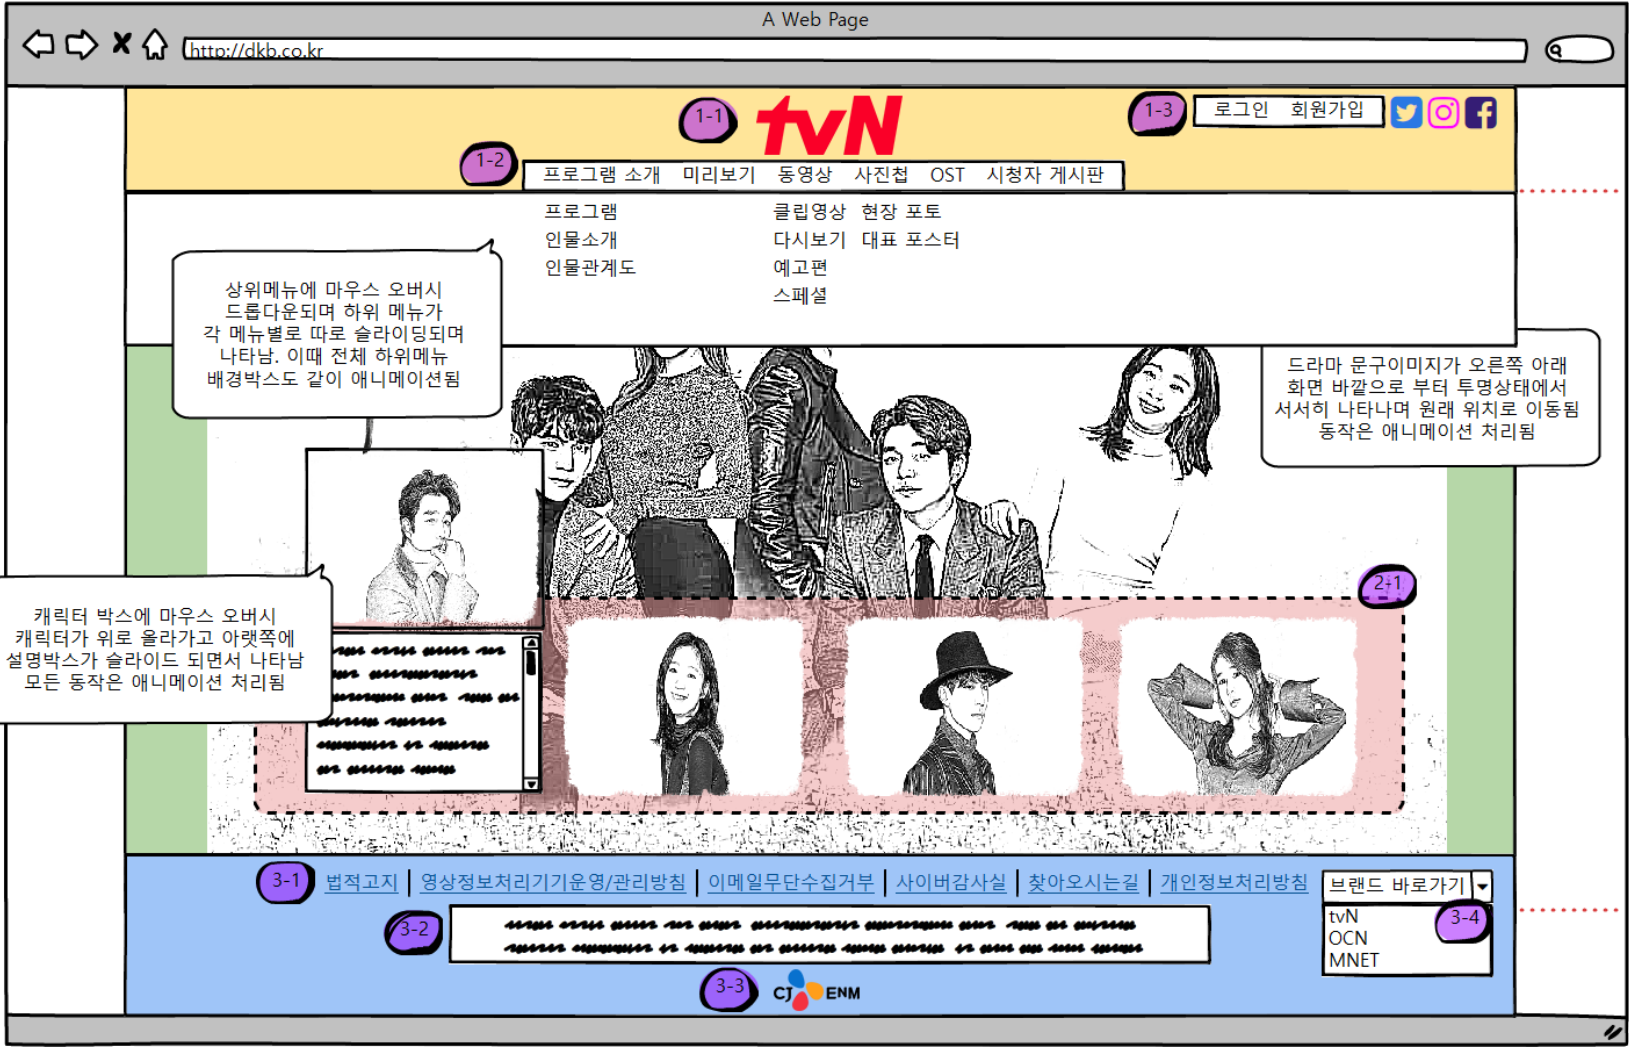 A Web Page
http://dkb.co.kr
1-1
tvN
1-3
로그인 회원가입
1-2
프로그램 소개 미리보기 동영상 사진첩 OST 시청자 게시판
프로그램
인물소개
인물관계도
클립영상
다시보기
예고편
스페셜
현장 포토
대표 포스터
상위메뉴에 마우스 오버시
드롭다운되며 하위 메뉴가
각 메뉴별로 따로 슬라이딩되며
나타남. 이때 전체 하위메뉴
배경박스도 같이 애니메이션됨
드라마 문구이미지가 오른쪽 아래
화면 바깥으로 부터 투명상태에서
서서히 나타나며 원래 위치로 이동됨
동작은 애니메이션 처리됨
2-1
캐릭터 박스에 마우스 오버시
캐릭터가 위로 올라가고 아랫쪽에
설명박스가 슬라이드 되면서 나타남
모든 동작은 애니메이션 처리됨
3-1
법적고지 영상정보처리기기운영/관리방침 이메일무단수집거부 사이버감사실 찾아오시는길 개인정보처리방침
브랜드 바로가기
tvN
OCN
MNET
3-4
3-2
3-3
CJ ENM